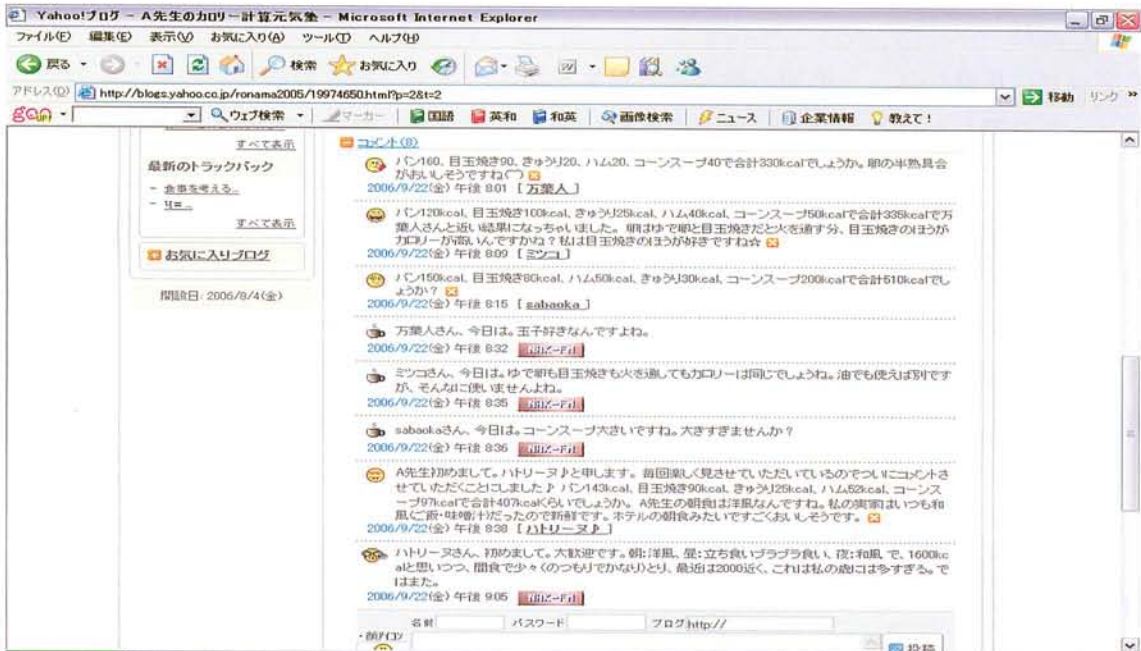 Yahoo!ブログ - A先生のカロリー計算元気塾 - Microsoft Internet Explorer
ファイル(F) 編集(E) 表示(V) お気に入り(A) ツール(T) ヘルプ(H)
戻る 検索 お気に入り
アドレス(D) http://blogs.yahoo.co.jp/ronama2005/19974650.html?p=2&t=2 移動 リンク »
goo ウェブ検索 マーカー 国語 英和 和英 画像検索 ニュース 企業情報 教えて!
すべて表示
最新のトラックバック
- 食事を考える...
すべて表示
お気に入りブログ
開設日: 2006/8/4(金)
コメント(8)
パン160、目玉焼き90、きゅうり20、ハム20、コーンスープ40で合計330kcalでしょうか。卵の半熟具合
がおいしそうですね(^^)
2006/9/22(金) 午後 8:01 [ 万葉人 ]
パン120kcal、目玉焼き100kcal、きゅうり25kcal、ハム40kcal、コーンスープ50kcalで合計335kcalで万
葉人さんと近い結果になっちゃいました。卵はゆで卵と目玉焼きだと火を通す分、目玉焼きのほうが
カロリーが高いんですかね?私は目玉焼きのほうが好きですね☆
2006/9/22(金) 午後 8:09 [ ミツコ ]
パン150kcal、目玉焼き80kcal、ハム50kcal、きゅうり30kcal、コーンスープ200kcalで合計510kcalでし
ょうか?
2006/9/22(金) 午後 8:15 [ sabaoka ]
万葉人さん、今日は。玉子好きなんですよね。
2006/9/22(金) 午後 8:32
ミツコさん、今日は。ゆで卵も目玉焼きも火を通してもカロリーは同じでしょうね。油でも使えば別です
が、そんなに使いませんよね。
2006/9/22(金) 午後 8:35
sabaokaさん、今日は。コーンスープ大きいですね。大きすぎませんか?
2006/9/22(金) 午後 8:36
A先生初めまして。ハトリーヌ♪と申します。毎回楽しく見させていただいているのでついにコメントさ
せていただくことにしました♪ パン143kcal、目玉焼き90kcal、きゅうり25kcal、ハム52kcal、コーンス
ープ97kcalで合計407kcalくらいでしょうか。A先生の朝食は洋風なんですね。私の実家はいつも和
風(ご飯・味噌汁)だったので新鮮です。ホテルの朝食みたいですごくおいしそうです。
2006/9/22(金) 午後 8:38 [ ハトリーヌ♪ ]
ハトリーヌさん、初めまして。大歓迎です。朝:洋風、昼:立ち食いブラブラ食い、夜:和風 で、1600kc
alと思いつつ、間食で少々(のつもりでかなり)とり、最近は2000近く、これは私の歳には多すぎる。で
はまた。
2006/9/22(金) 午後 9:05
名前 パスワード ブログ http://
・顔アイコン
投稿